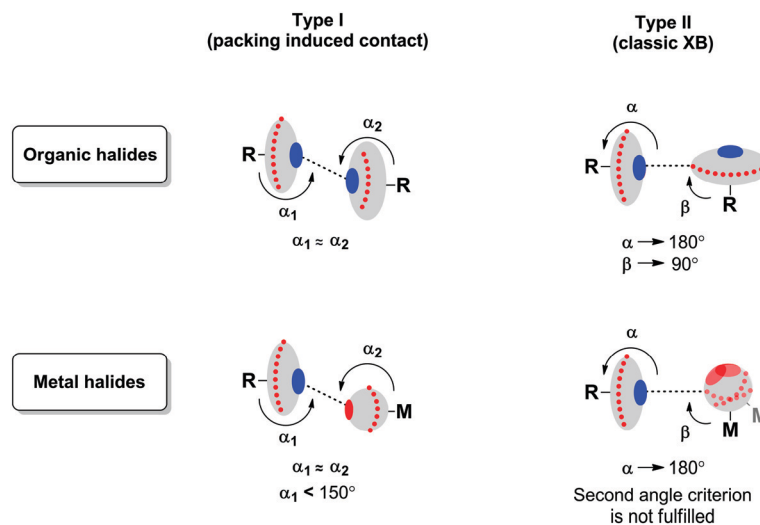 Type I
(packing induced contact)
Type II
(classic XB)
Organic halides
R
α1
α2
R
α1 ≈ α2
R
α
β
R
α → 180°
β → 90°
Metal halides
R
α1
α2
M
α1 ≈ α2
α1 < 150°
R
α
β
M
M
α → 180°
Second angle criterion
is not fulfilled